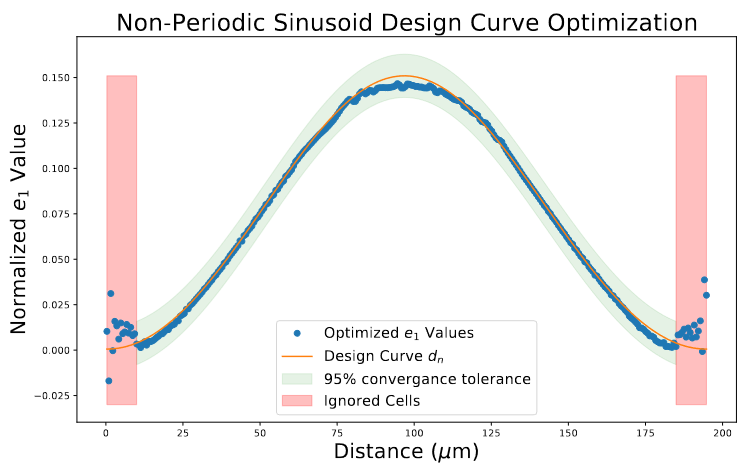 Non-Periodic Sinusoid Design Curve Optimization
Normalized e₁ Value
0.150
0.125
0.100
0.075
0.050
0.025
0.000
−0.025
Optimized e₁ Values
Design Curve dₙ
95% convergance tolerance
Ignored Cells
0 25 50 75 100 125 150 175 200
Distance (μm)